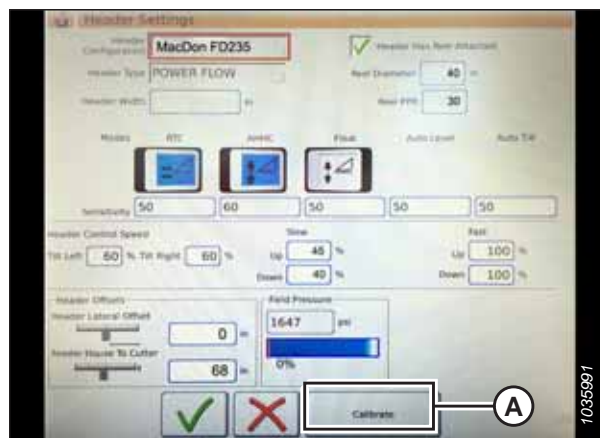 Header Settings
Header Configuration MacDon FD235 Header Has Reel Attached
Header Type POWER FLOW Reel Diameter 40 in
Header Width in Reel PPR 30
Modes RTC AHHC Float Auto Level Auto Tilt
Sensitivity 50 60 50 50 50
Header Control Speed Slow Fast
Tilt Left 60 % Tilt Right 60 % Up 45 % Up 100 %
Down 40 % Down 100 %
Header Offsets Field Pressure
Header Lateral Offset 1647 psi
0
Feeder House To Cutter 0%
68
Calibrate A
1035991